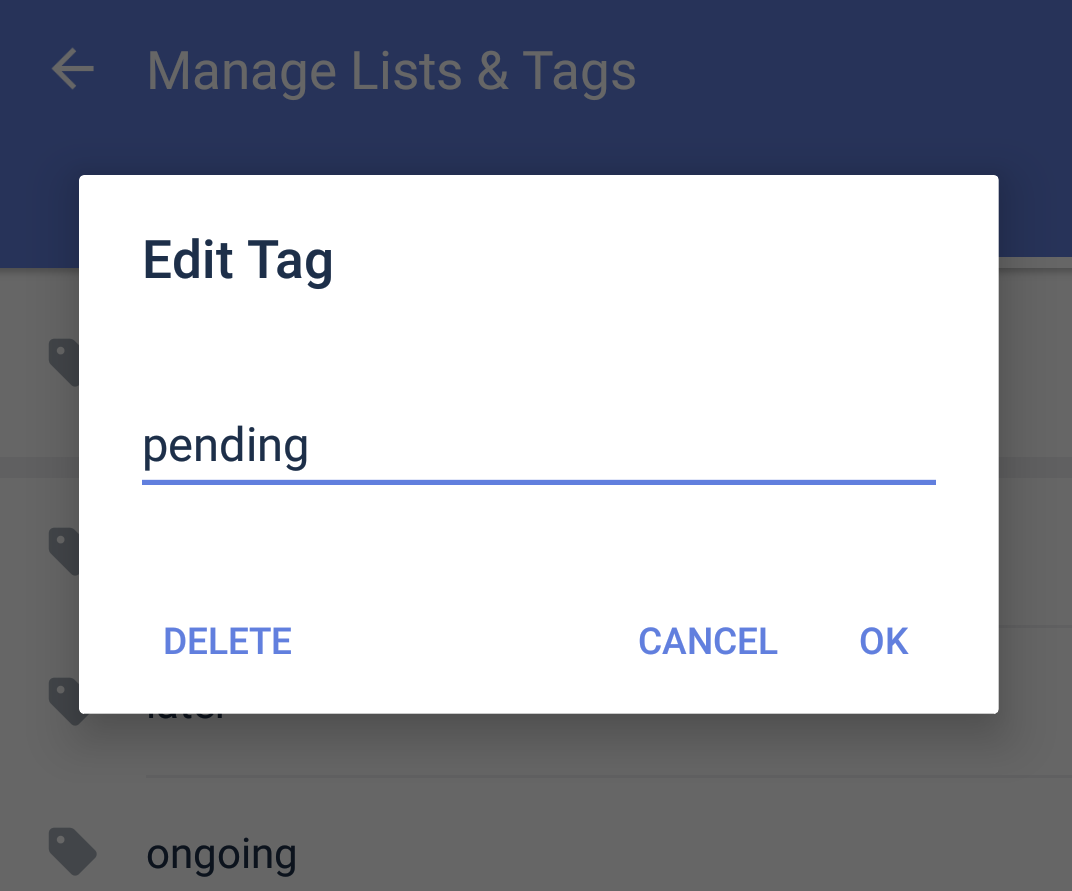 Manage Lists & Tags
Edit Tag
pending
DELETE
CANCEL
OK
ongoing